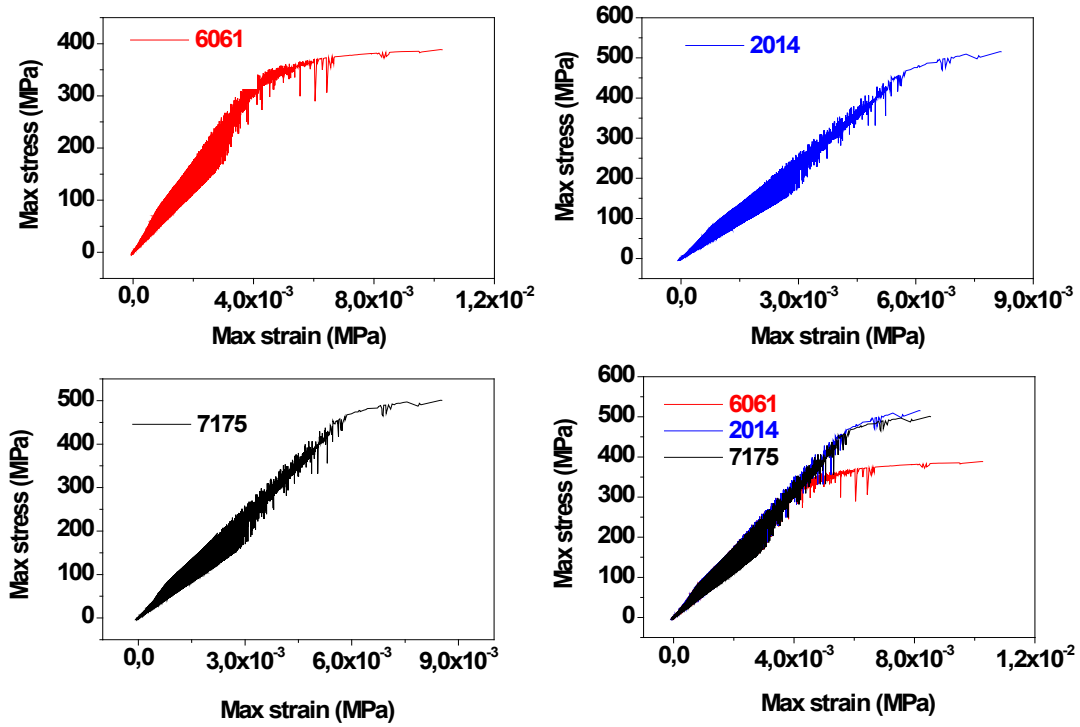 6061
Max stress (MPa)
400
300
200
100
0
0,0
4,0x10⁻³
8,0x10⁻³
1,2x10⁻²
Max strain (MPa)
2014
Max stress (MPa)
600
500
400
300
200
100
0
0,0
3,0x10⁻³
6,0x10⁻³
9,0x10⁻³
Max strain (MPa)
7175
Max stress (MPa)
500
400
300
200
100
0
0,0
3,0x10⁻³
6,0x10⁻³
9,0x10⁻³
Max strain (MPa)
6061
2014
7175
Max stress (MPa)
600
500
400
300
200
100
0
0,0
4,0x10⁻³
8,0x10⁻³
1,2x10⁻²
Max strain (MPa)